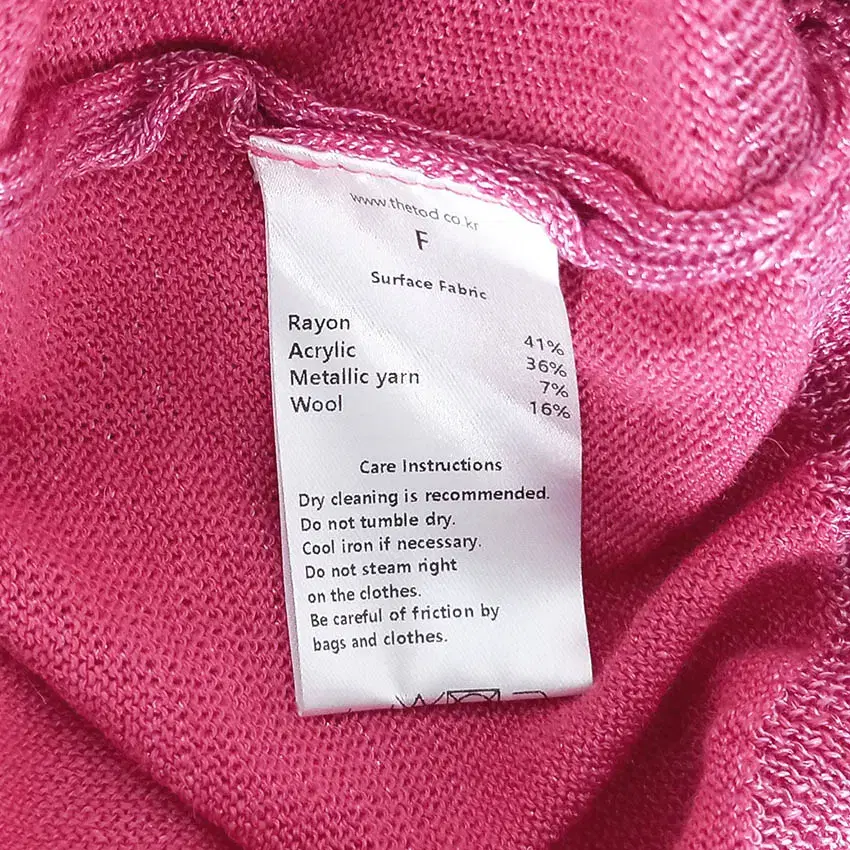 www.thetod.co.kr
F
Surface Fabric
Rayon 41%
Acrylic 36%
Metallic yarn 7%
Wool 16%
Care Instructions
Dry cleaning is recommended.
Do not tumble dry.
Cool iron if necessary.
Do not steam right
on the clothes.
Be careful of friction by
bags and clothes.